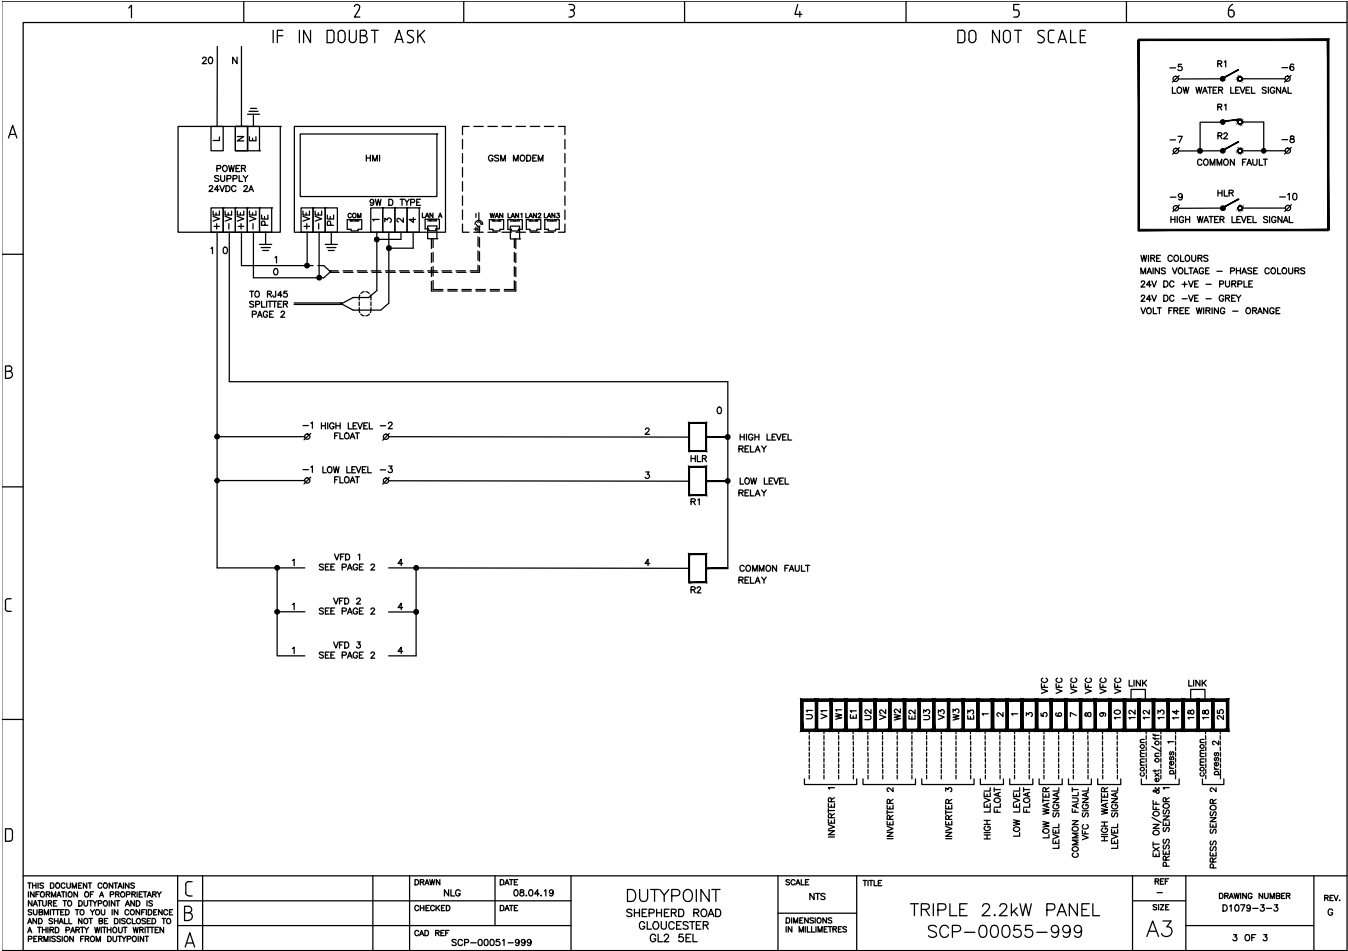 1 2 3 4 5 6
IF IN DOUBT ASK
DO NOT SCALE
A
B
C
D
20 N
L N E
POWER
SUPPLY
24VDC 2A
+VE -VE +VE -VE PE
1 0
HMI
9W D TYPE
+VE -VE PE
COM
1 3 2 4
LAN A
GSM MODEM
WAN LAN1 LAN2 LAN3
1
0
TO RJ45
SPLITTER
PAGE 2
-5 R1 -6
LOW WATER LEVEL SIGNAL
R1
-7 R2 -8
COMMON FAULT
-9 HLR -10
HIGH WATER LEVEL SIGNAL
WIRE COLOURS
MAINS VOLTAGE - PHASE COLOURS
24V DC +VE - PURPLE
24V DC -VE - GREY
VOLT FREE WIRING - ORANGE
0
-1 HIGH LEVEL -2
FLOAT
2
HLR
HIGH LEVEL
RELAY
-1 LOW LEVEL -3
FLOAT
3
R1
LOW LEVEL
RELAY
1 VFD 1 4
SEE PAGE 2
4
R2
COMMON FAULT
RELAY
1 VFD 2 4
SEE PAGE 2
1 VFD 3 4
SEE PAGE 2
VFC VFC VFC VFC VFC VFC LINK LINK
U1 V1 W1 E1 U2 V2 W2 E2 U3 V3 W3 E3 1 2 1 3 5 6 7 8 9 10 12 12 13 14 18 18 25
common
ext on/off
press 1
common
press 2
INVERTER 1
INVERTER 2
INVERTER 3
HIGH LEVEL
FLOAT
LOW LEVEL
FLOAT
LOW WATER
LEVEL SIGNAL
COMMON FAULT
VFC SIGNAL
HIGH WATER
LEVEL SIGNAL
EXT ON/OFF &
PRESS SENSOR 1
PRESS SENSOR 2
THIS DOCUMENT CONTAINS
INFORMATION OF A PROPRIETARY
NATURE TO DUTYPOINT AND IS
SUBMITTED TO YOU IN CONFIDENCE
AND SHALL NOT BE DISCLOSED TO
A THIRD PARTY WITHOUT WRITTEN
PERMISSION FROM DUTYPOINT
C
B
A
DRAWN
NLG
DATE
08.04.19
CHECKED
DATE
CAD REF
SCP-00051-999
DUTYPOINT
SHEPHERD ROAD
GLOUCESTER
GL2 5EL
SCALE
NTS
DIMENSIONS
IN MILLIMETRES
TITLE
TRIPLE 2.2kW PANEL
SCP-00055-999
REF
-
SIZE
A3
DRAWING NUMBER
D1079-3-3
3 OF 3
REV.
G